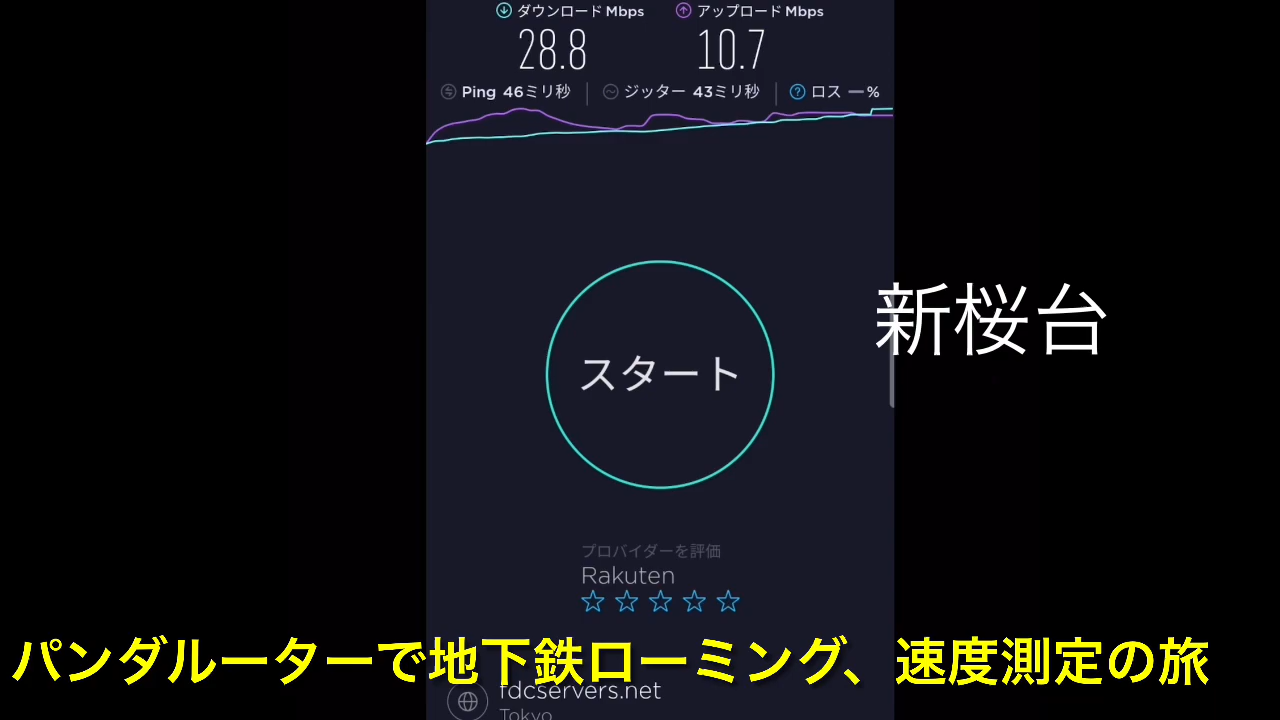 ダウンロード Mbps アップロード Mbps
28.8 10.7
Ping 46ミリ秒 ジッター 43ミリ秒 ロス —%
新桜台
スタート
プロバイダーを評価
Rakuten
パンダルーターで地下鉄ローミング、速度測定の旅
fdcservers.net
Tokyo